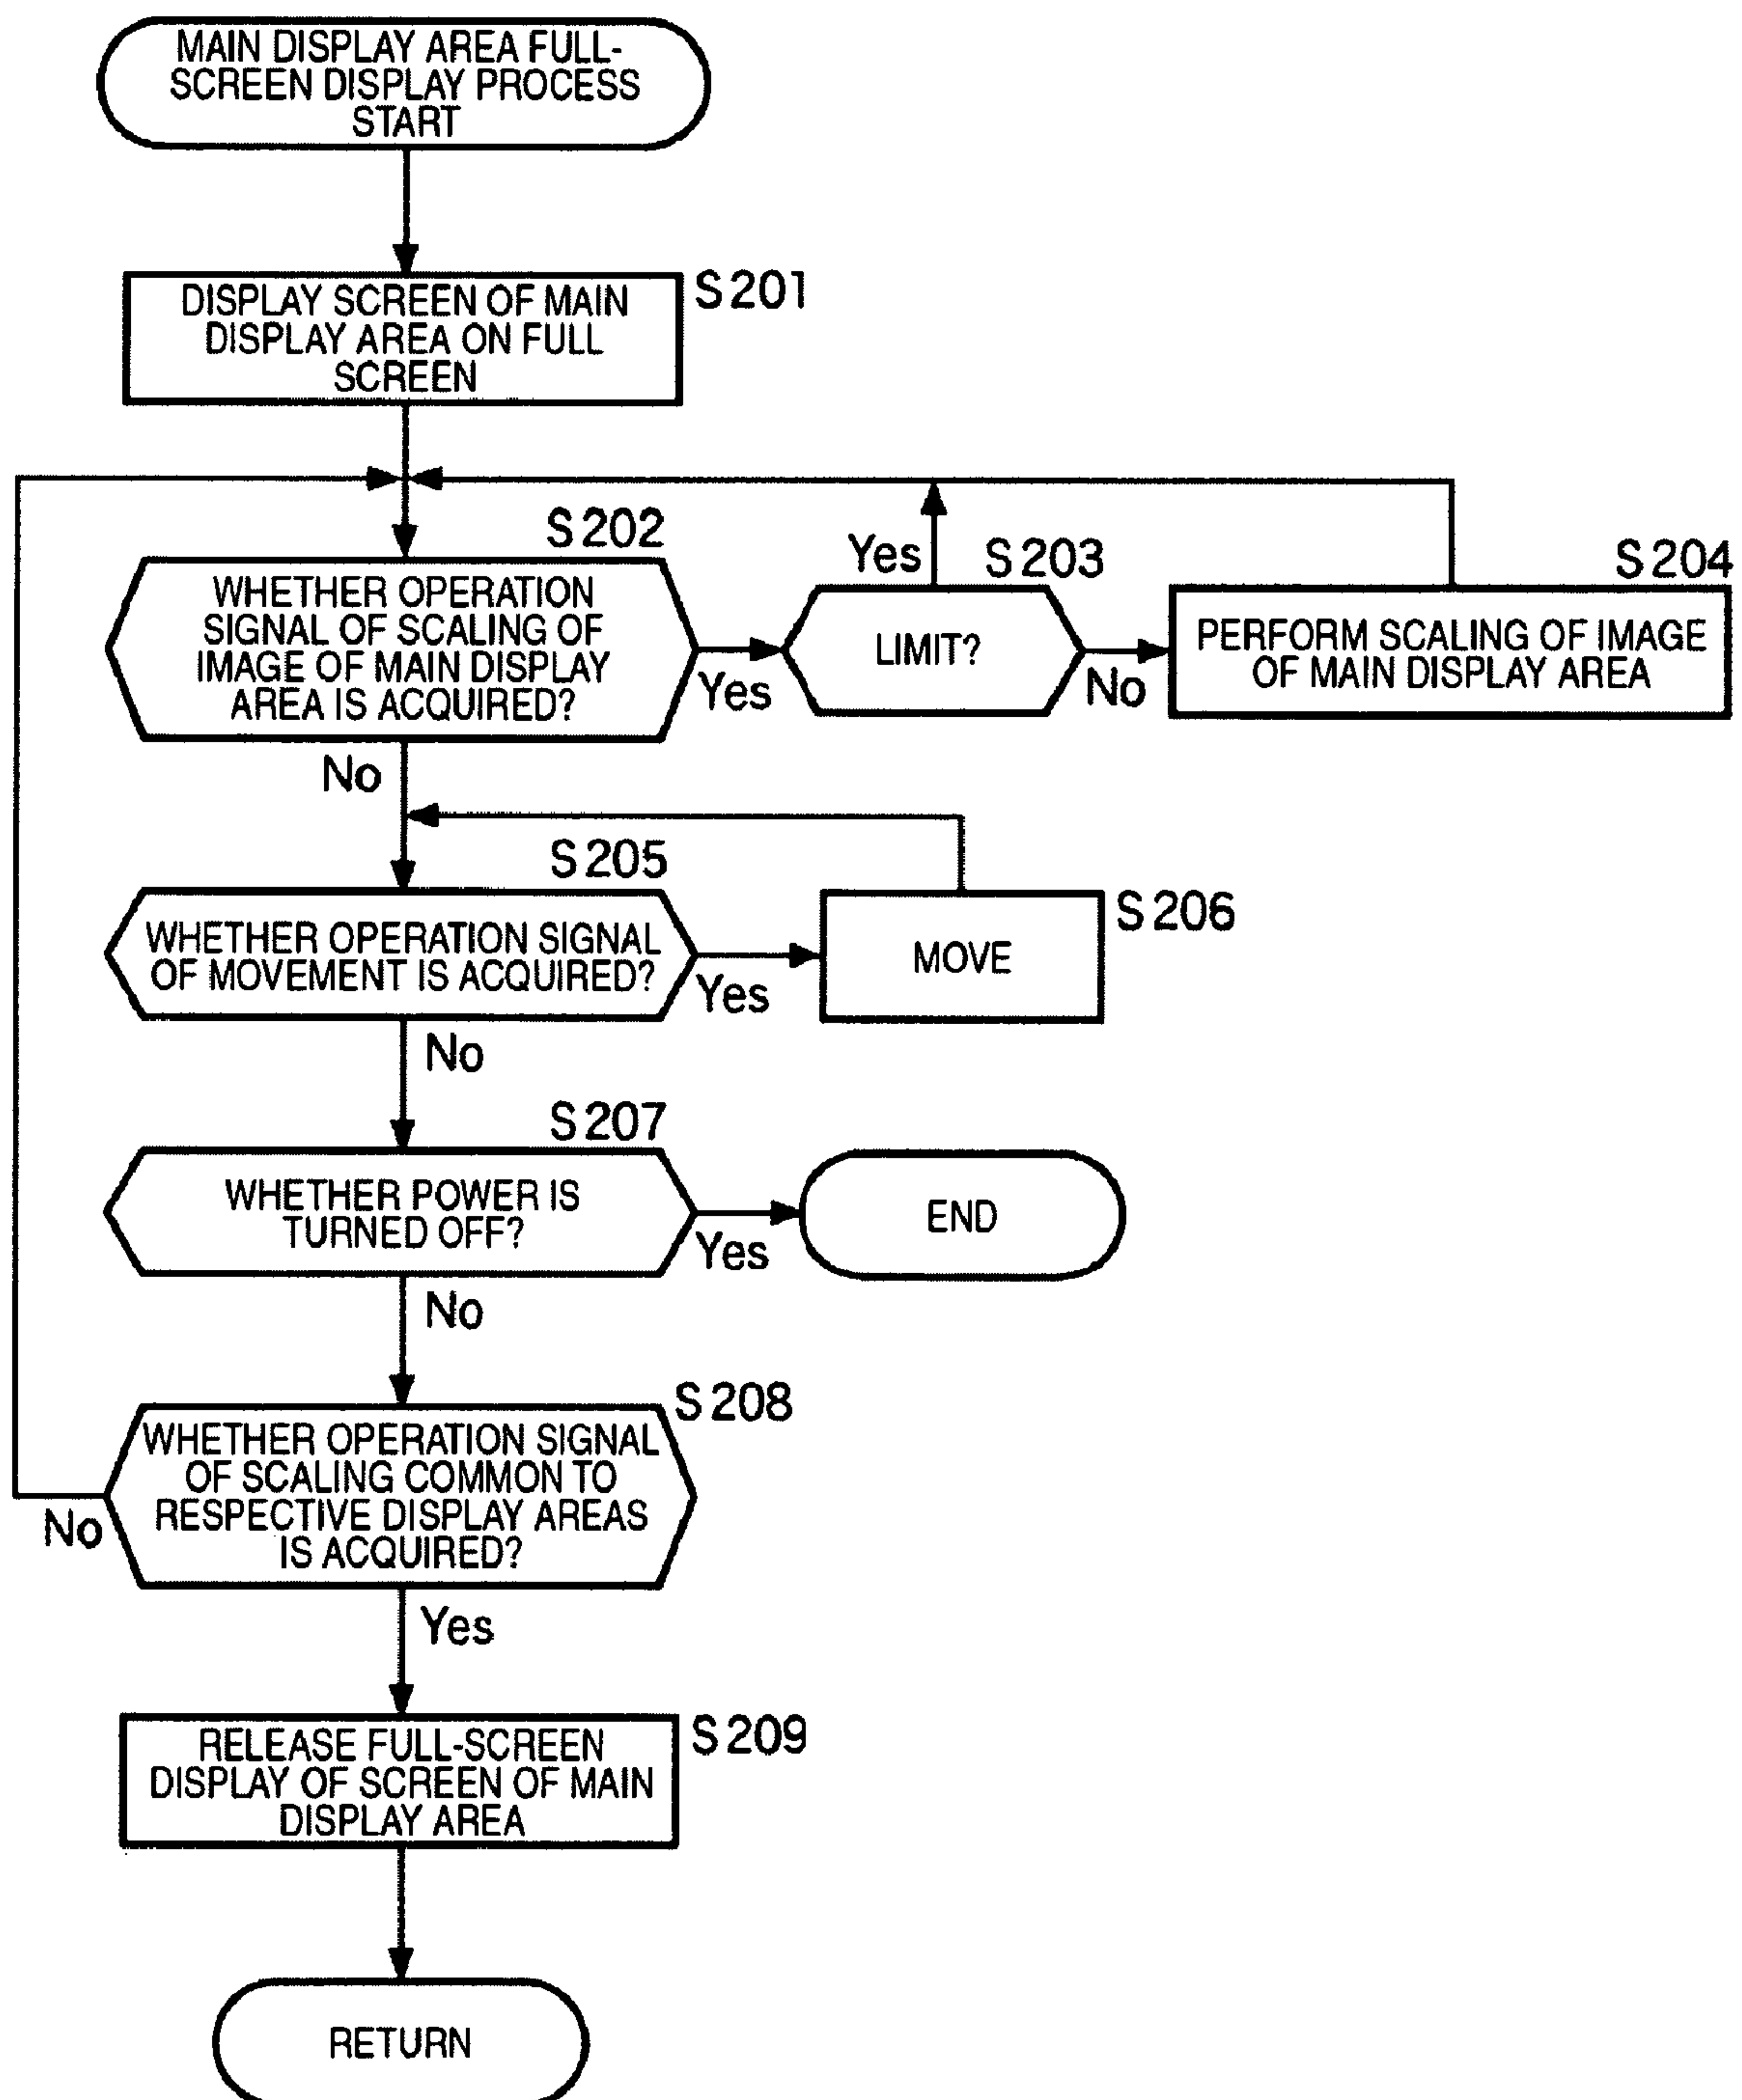 MAIN DISPLAY AREA FULL-
SCREEN DISPLAY PROCESS
START
S201
DISPLAY SCREEN OF MAIN
DISPLAY AREA ON FULL
SCREEN
S202
WHETHER OPERATION
SIGNAL OF SCALING OF
IMAGE OF MAIN DISPLAY
AREA IS ACQUIRED?
Yes
No
Yes
S203
LIMIT?
No
S204
PERFORM SCALING OF IMAGE
OF MAIN DISPLAY AREA
S205
WHETHER OPERATION SIGNAL
OF MOVEMENT IS ACQUIRED?
Yes
No
S206
MOVE
S207
WHETHER POWER IS
TURNED OFF?
Yes
No
END
S208
WHETHER OPERATION SIGNAL
OF SCALING COMMON TO
RESPECTIVE DISPLAY AREAS
IS ACQUIRED?
No
Yes
S209
RELEASE FULL-SCREEN
DISPLAY OF SCREEN OF MAIN
DISPLAY AREA
RETURN